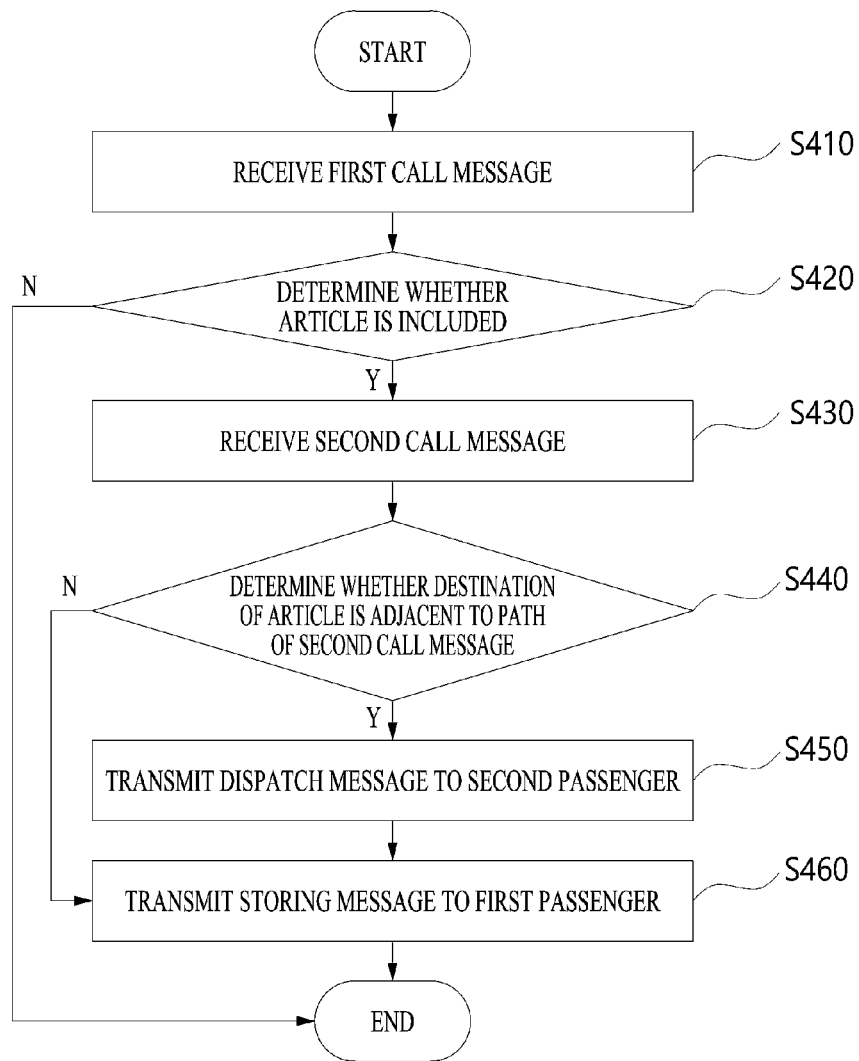 START
RECEIVE FIRST CALL MESSAGE
S410
N
DETERMINE WHETHER
ARTICLE IS INCLUDED
S420
Y
RECEIVE SECOND CALL MESSAGE
S430
N
DETERMINE WHETHER DESTINATION
OF ARTICLE IS ADJACENT TO PATH
OF SECOND CALL MESSAGE
S440
Y
TRANSMIT DISPATCH MESSAGE TO SECOND PASSENGER
S450
TRANSMIT STORING MESSAGE TO FIRST PASSENGER
S460
END